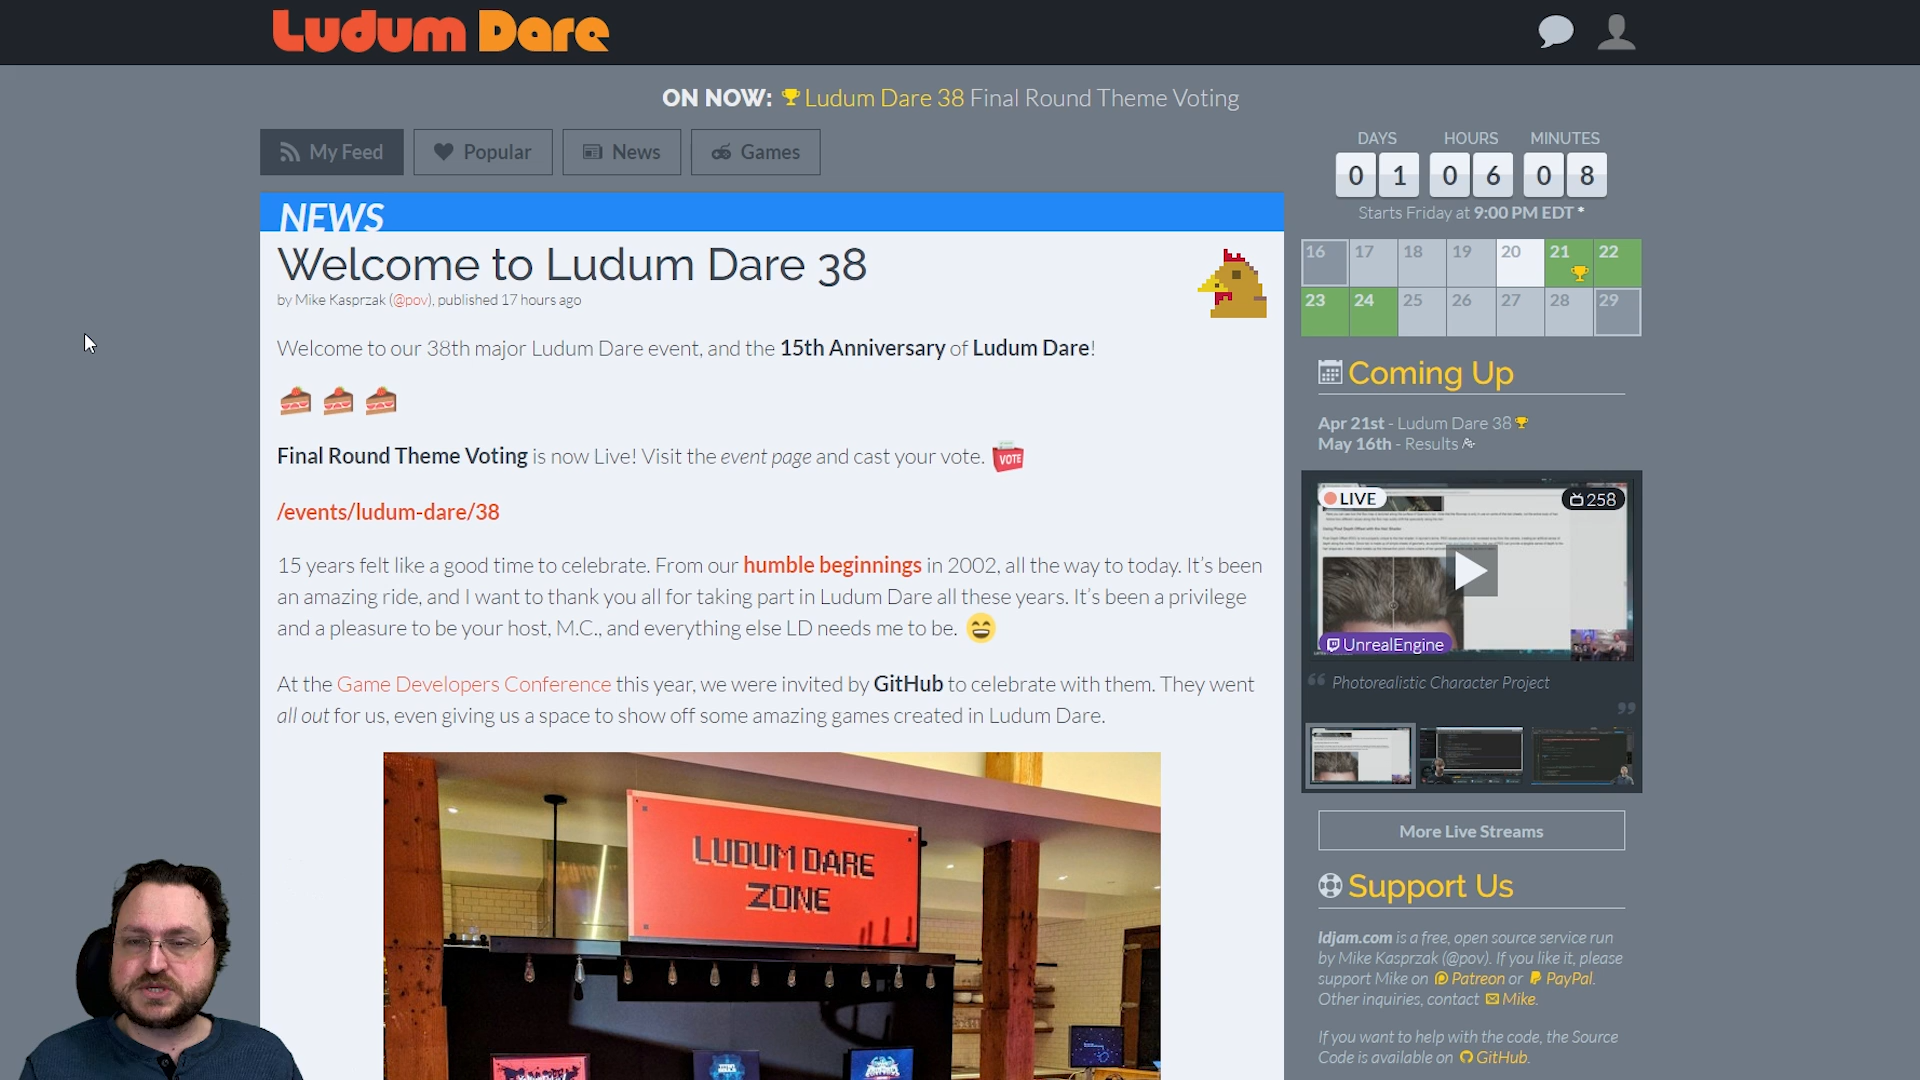 Ludum Dare
ON NOW: Ludum Dare 38 Final Round Theme Voting
My Feed
Popular
News
Games
DAYS HOURS MINUTES
0 1 0 6 0 8
Starts Friday at 9:00 PM EDT *
16 17 18 19 20 21 22
23 24 25 26 27 28 29
NEWS
Welcome to Ludum Dare 38
by Mike Kasprzak (@pov), published 17 hours ago
Welcome to our 38th major Ludum Dare event, and the 15th Anniversary of Ludum Dare!
Final Round Theme Voting is now Live! Visit the event page and cast your vote.
VOTE
/events/ludum-dare/38
15 years felt like a good time to celebrate. From our humble beginnings in 2002, all the way to today. It's been
an amazing ride, and I want to thank you all for taking part in Ludum Dare all these years. It's been a privilege
and a pleasure to be your host, M.C., and everything else LD needs me to be.
At the Game Developers Conference this year, we were invited by GitHub to celebrate with them. They went
all out for us, even giving us a space to show off some amazing games created in Ludum Dare.
LUDUM DARE
ZONE
Coming Up
Apr 21st - Ludum Dare 38
May 16th - Results
LIVE
258
UnrealEngine
Photorealistic Character Project
More Live Streams
Support Us
ldjam.com is a free, open source service run
by Mike Kasprzak (@pov). If you like it, please
support Mike on Patreon or PayPal.
Other inquiries, contact Mike.
If you want to help with the code, the Source
Code is available on GitHub.